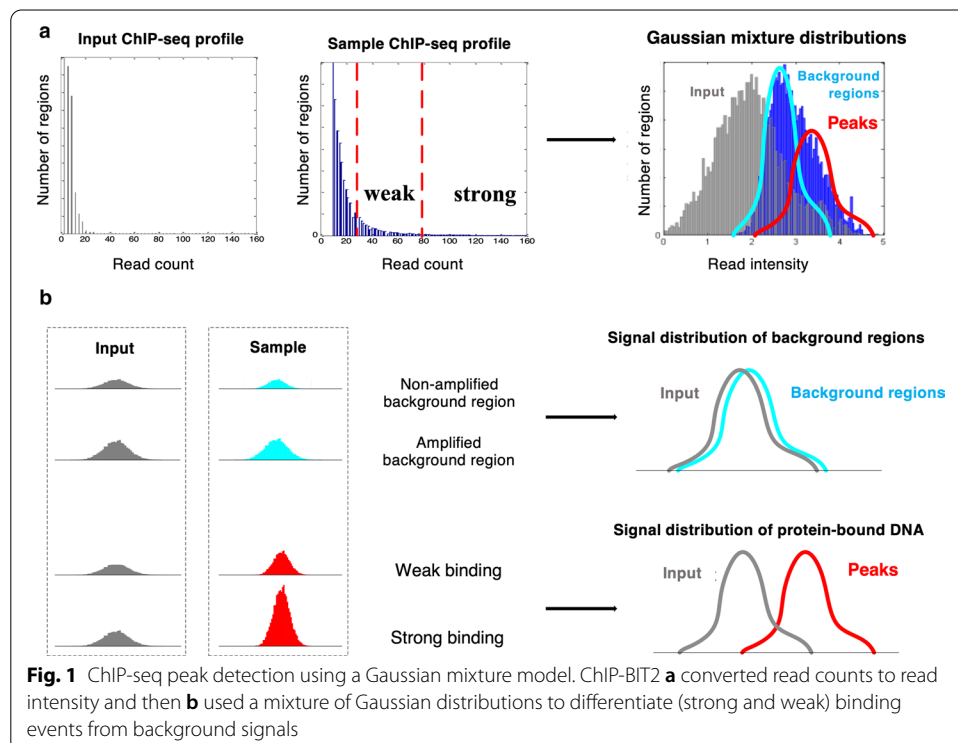 a
Input ChIP-seq profile
Number of regions
0
0 20 40 60 80 100 120 140 160
Read count
Sample ChIP-seq profile
Number of regions
weak
strong
0
0 20 40 60 80 100 120 140 160
Read count
Gaussian mixture distributions
Number of regions
Input
Background
regions
Peaks
0
0 1 2 3 4 5
Read intensity
b
Input
Sample
Non-amplified
background region
Amplified
background region
Weak binding
Strong binding
Signal distribution of background regions
Input
Background regions
Signal distribution of protein-bound DNA
Input
Peaks
Fig. 1 ChIP-seq peak detection using a Gaussian mixture model. ChIP-BIT2 a converted read counts to read
intensity and then b used a mixture of Gaussian distributions to differentiate (strong and weak) binding
events from background signals